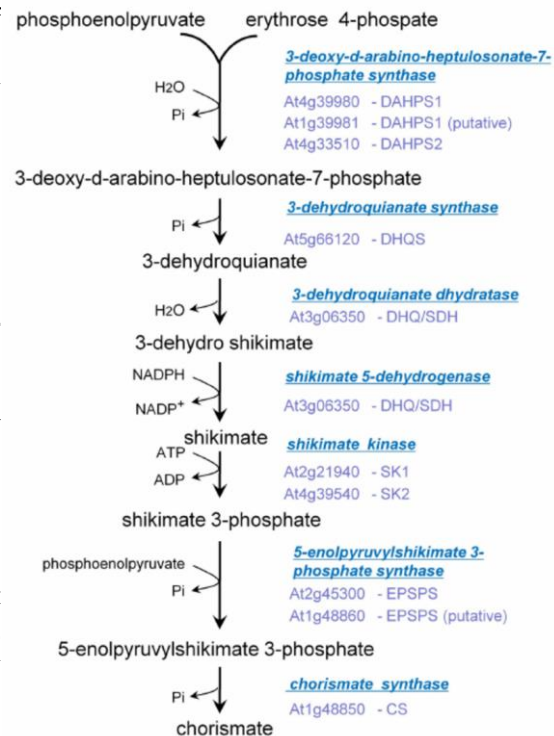 phosphoenolpyruvate erythrose 4-phospate
3-deoxy-d-arabino-heptulosonate-7-
phosphate synthase
H2O
Pi
At4g39980 - DAHPS1
At1g39981 - DAHPS1 (putative)
At4g33510 - DAHPS2
3-deoxy-d-arabino-heptulosonate-7-phosphate
3-dehydroquianate synthase
Pi
At5g66120 - DHQS
3-dehydroquianate
3-dehydroquianate dhydratase
H2O
At3g06350 - DHQ/SDH
3-dehydro shikimate
NADPH
NADP+
shikimate 5-dehydrogenase
At3g06350 - DHQ/SDH
shikimate
ATP
ADP
shikimate kinase
At2g21940 - SK1
At4g39540 - SK2
shikimate 3-phosphate
phosphoenolpyruvate
Pi
5-enolpyruvylshikimate 3-
phosphate synthase
At2g45300 - EPSPS
At1g48860 - EPSPS (putative)
5-enolpyruvylshikimate 3-phosphate
Pi
chorismate synthase
At1g48850 - CS
chorismate